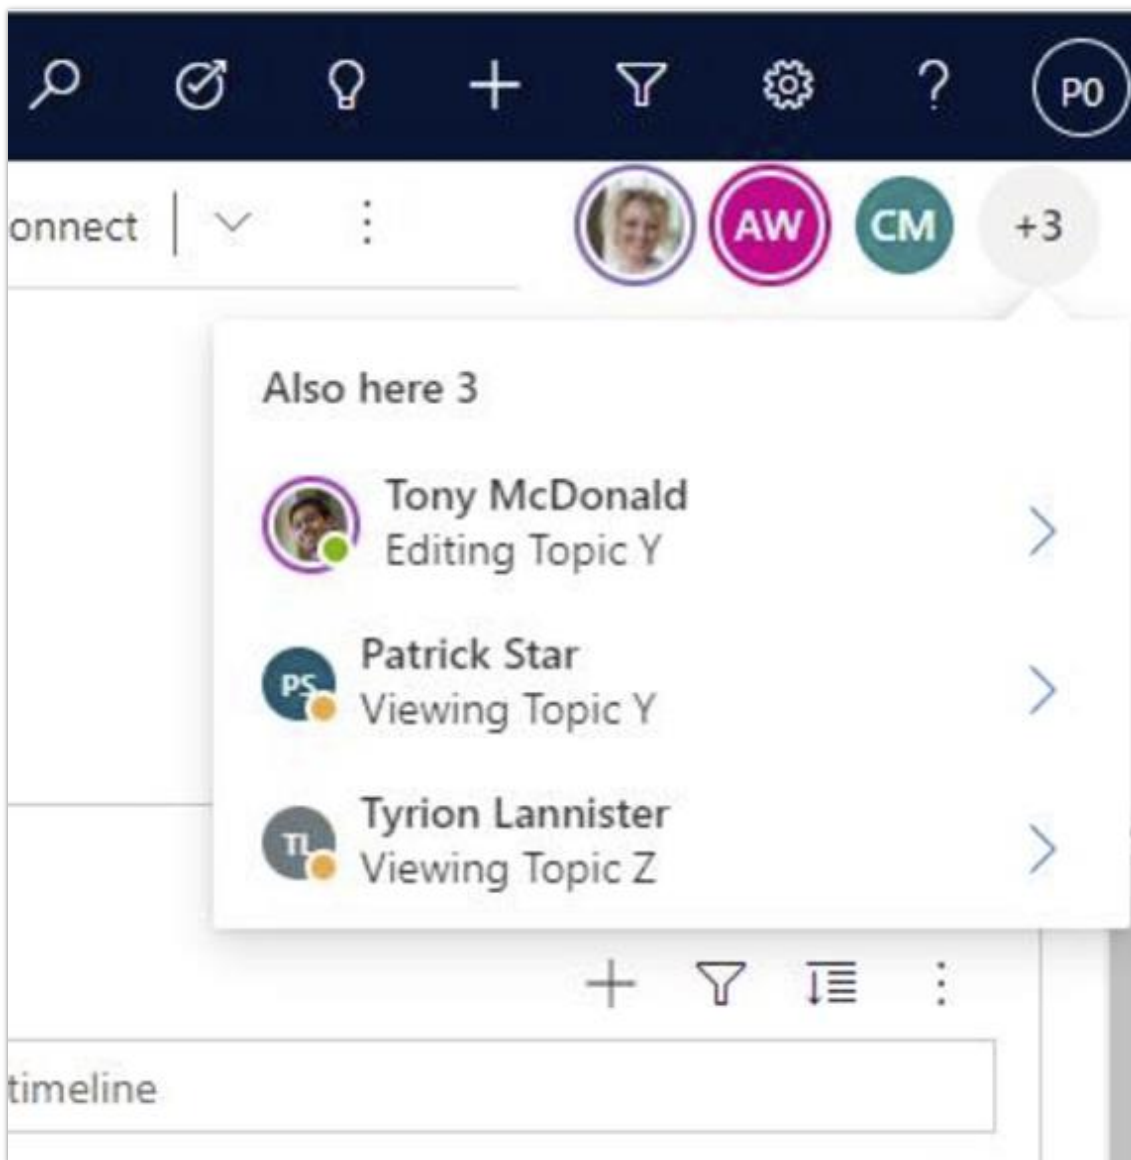 P0
onnect
AW
CM
+3
Also here 3
Tony McDonald
Editing Topic Y
PS
Patrick Star
Viewing Topic Y
TL
Tyrion Lannister
Viewing Topic Z
timeline